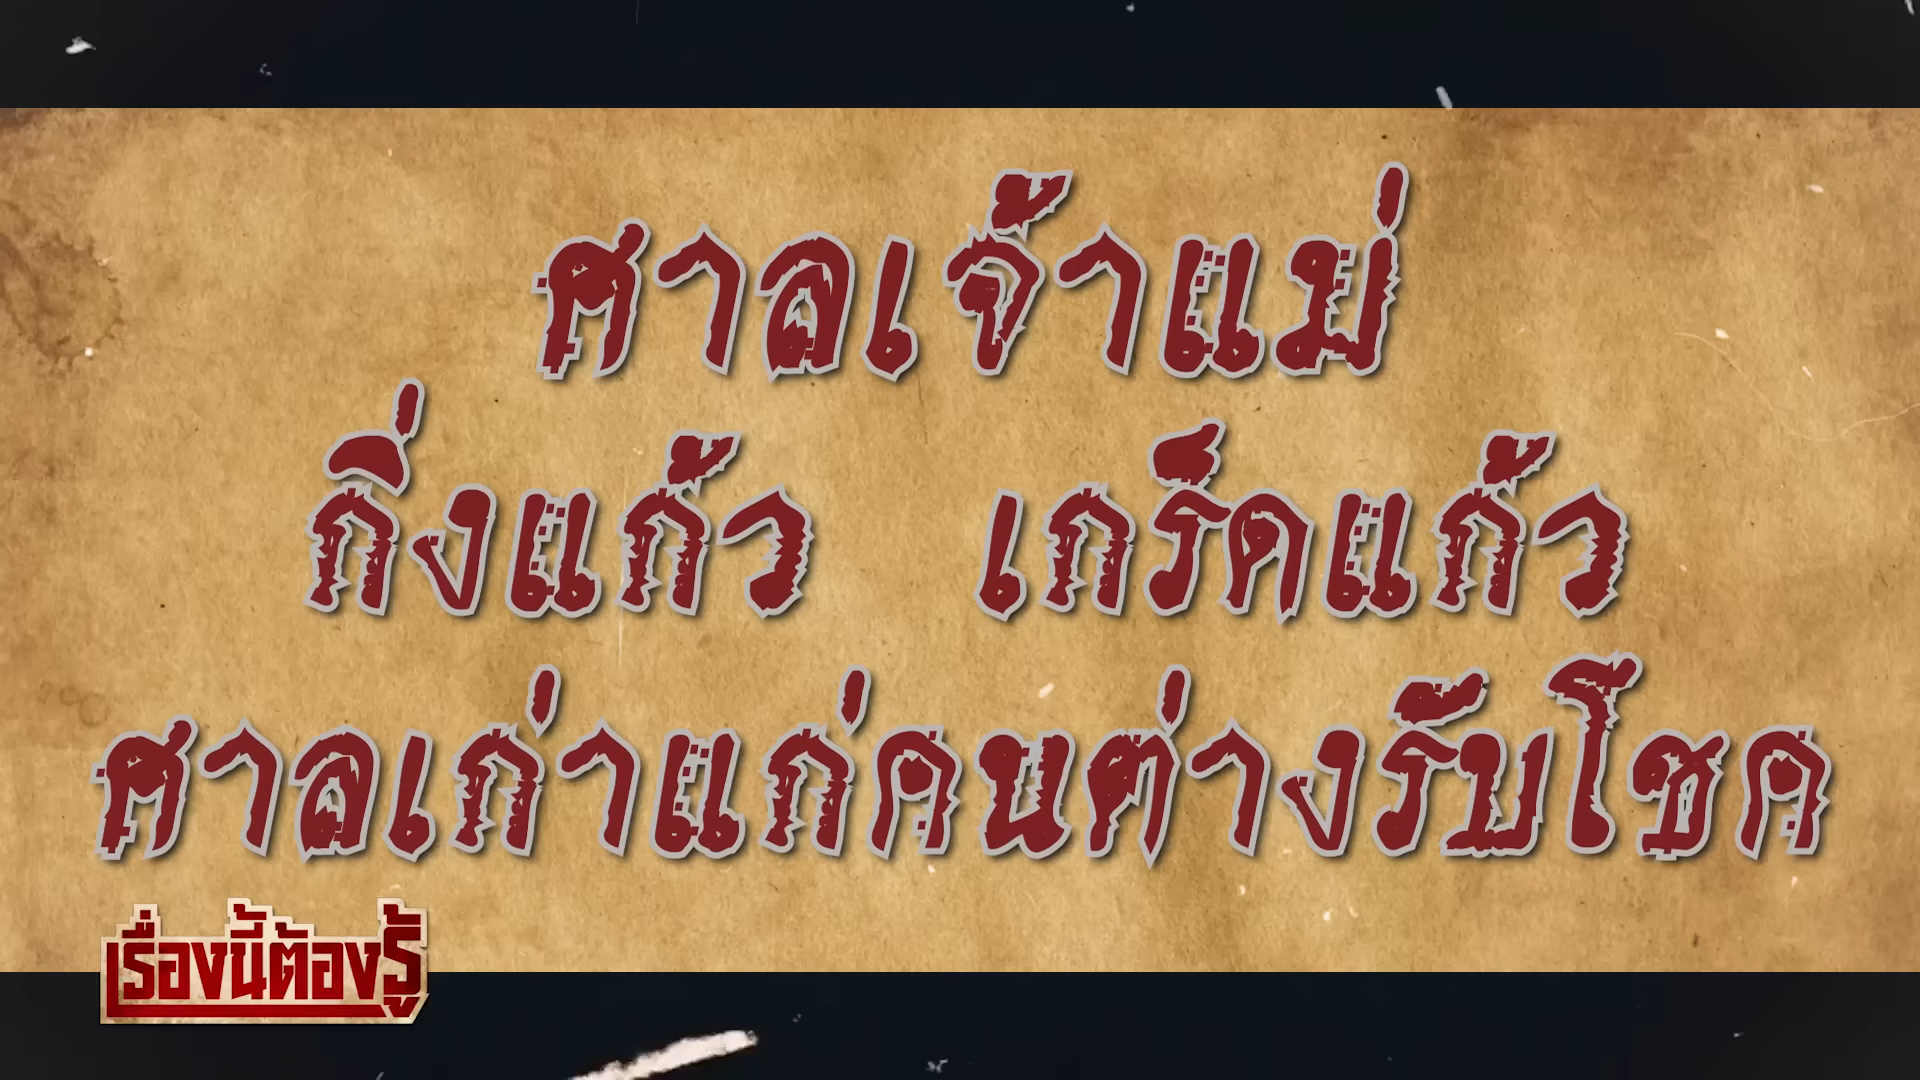 ศาลเจ้าแม่
กิ่งแก้ว เกร็ดแก้ว
ศาลเก่าแก่คนต่างรับโชค
เรื่องนี้ต้องรู้